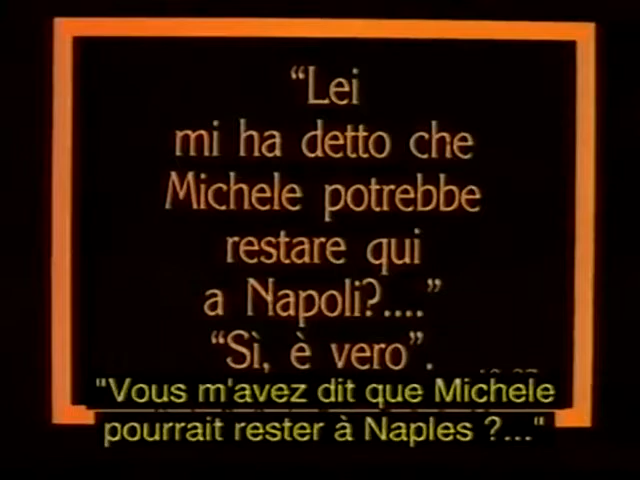 “Lei
mi ha detto che
Michele potrebbe
restare qui
a Napoli?....”
“Sì, è vero”.
"Vous m'avez dit que Michele
pourrait rester à Naples ?..."